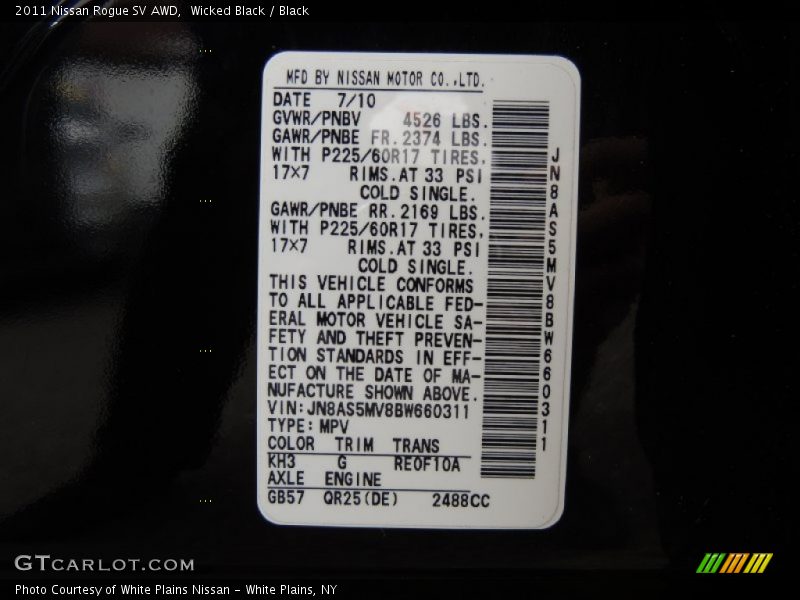 2011 Nissan Rogue SV AWD,  Wicked Black / Black
MFD BY NISSAN MOTOR CO.,LTD.
DATE 7/10
GVWR/PNBV 4526 LBS.
GAWR/PNBE FR.2374 LBS.
WITH P225/60R17 TIRES,
17×7 RIMS.AT 33 PSI
COLD SINGLE.
GAWR/PNBE RR.2169 LBS.
WITH P225/60R17 TIRES,
17×7 RIMS.AT 33 PSI
COLD SINGLE.
THIS VEHICLE CONFORMS
TO ALL APPLICABLE FED-
ERAL MOTOR VEHICLE SA-
FETY AND THEFT PREVEN-
TION STANDARDS IN EFF-
ECT ON THE DATE OF MA-
NUFACTURE SHOWN ABOVE.
VIN:JN8AS5MV8BW660311
TYPE:MPV
COLOR TRIM TRANS
KH3 G RE0F10A
AXLE ENGINE
GB57 QR25(DE) 2488CC
JN8AS5MV8BW660311
GTCARLOT.COM
Photo Courtesy of White Plains Nissan - White Plains, NY